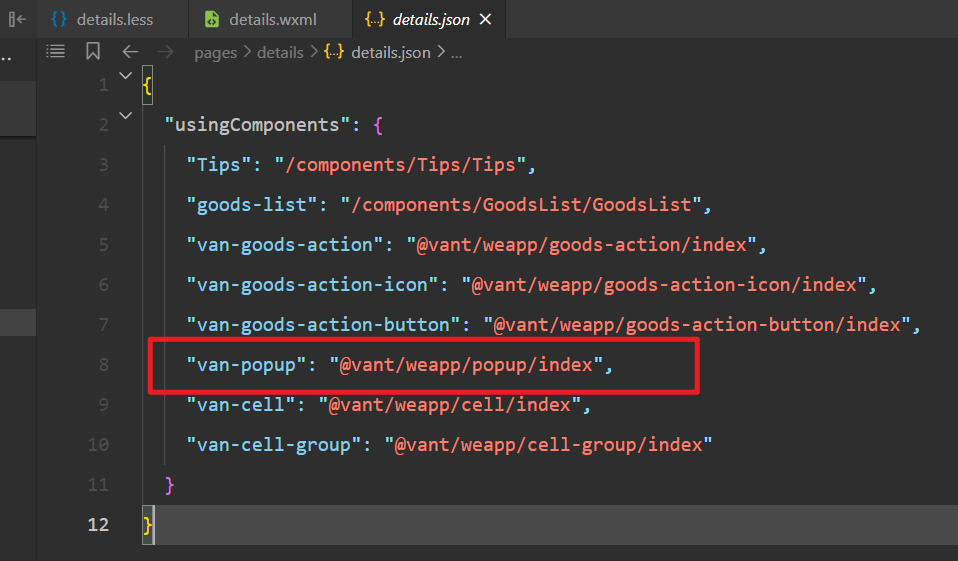 details.less details.wxml {..} details.json
pages > details > {..} details.json > ...
1 {
2 "usingComponents": {
3 "Tips": "/components/Tips/Tips",
4 "goods-list": "/components/GoodsList/GoodsList",
5 "van-goods-action": "@vant/weapp/goods-action/index",
6 "van-goods-action-icon": "@vant/weapp/goods-action-icon/index",
7 "van-goods-action-button": "@vant/weapp/goods-action-button/index",
8 "van-popup": "@vant/weapp/popup/index",
9 "van-cell": "@vant/weapp/cell/index",
10 "van-cell-group": "@vant/weapp/cell-group/index"
11 }
12 }